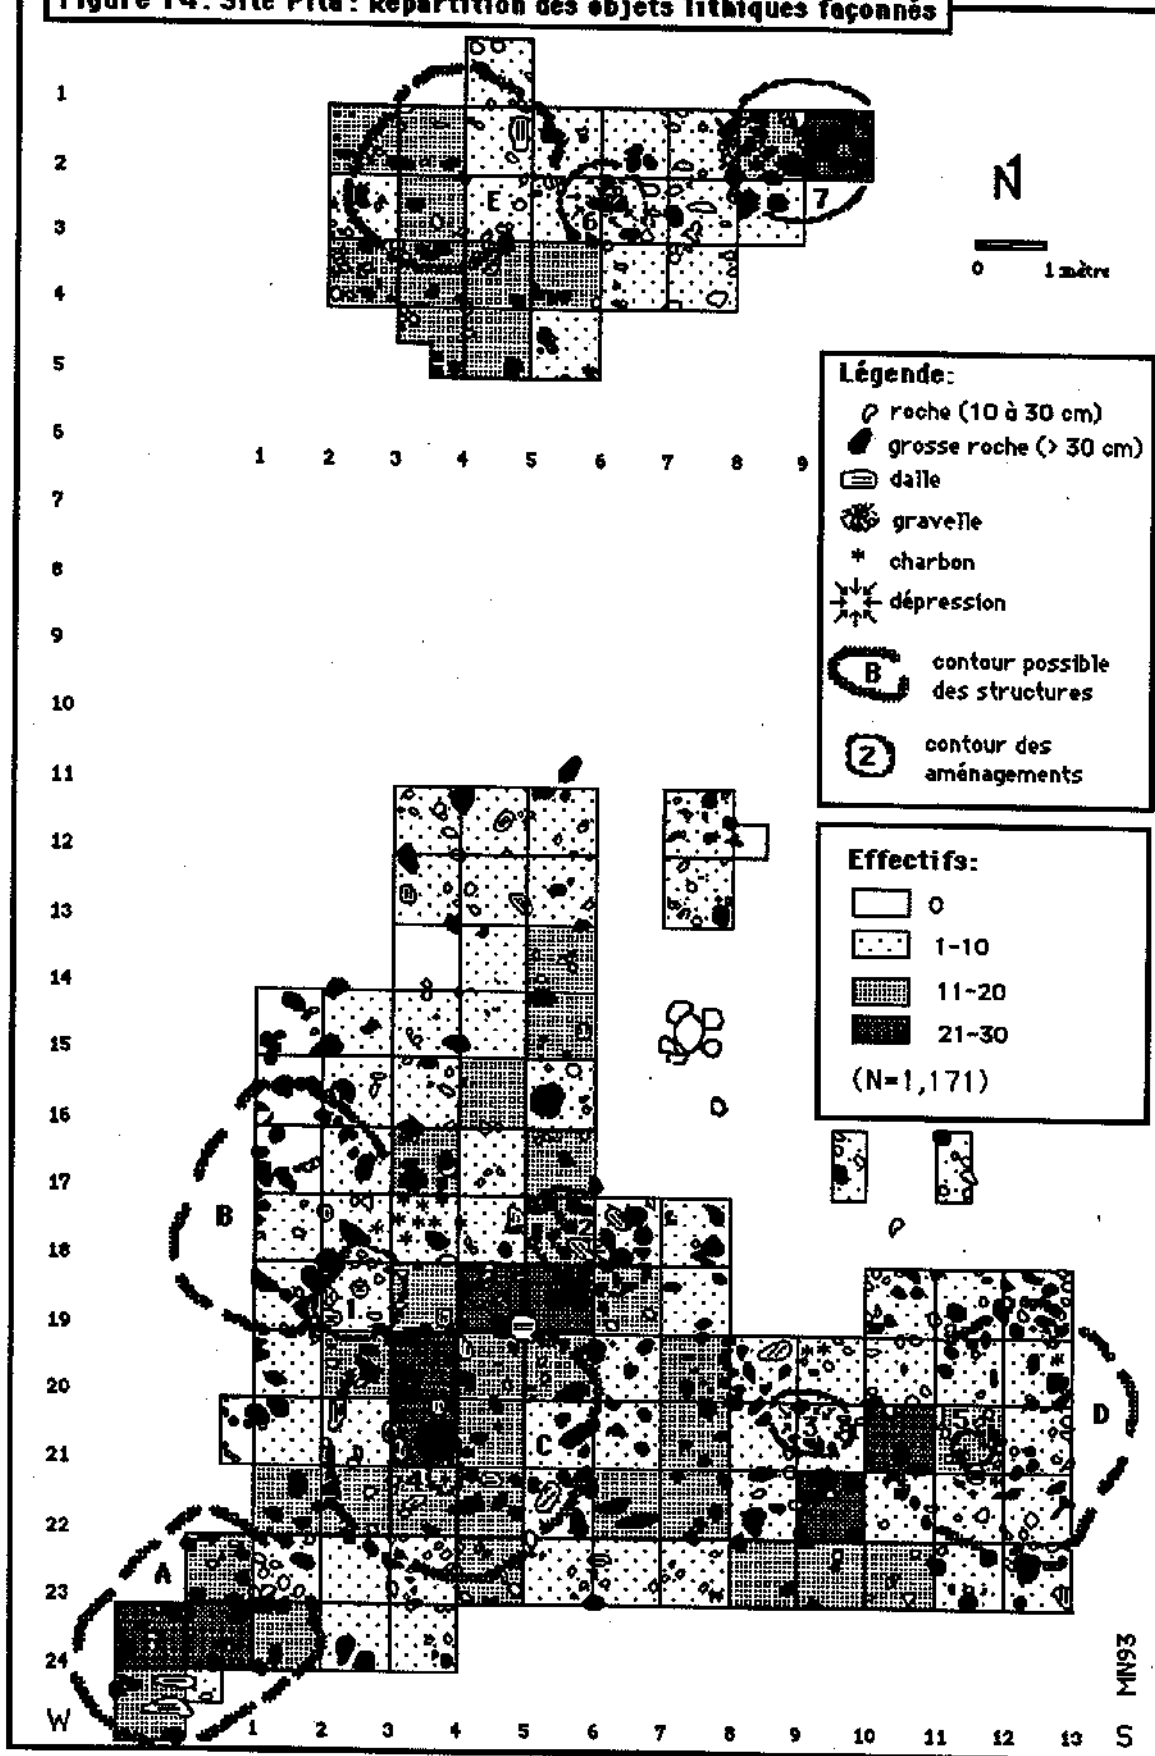 Figure 14. Site Pita : Répartition des objets lithiques façonnés
1
2
E
7
3
6
4
5
N
0 1 mètre
6
1 2 3 4 5 6 7 8 9
7
8
9
10
11
12
13
14
15
16
17
18
19
20
21
22
23
24
Légende:
roche (10 à 30 cm)
grosse roche (> 30 cm)
dalle
gravelle
charbon
dépression
B contour possible
des structures
2 contour des
aménagements
Effectifs:
0
1-10
11-20
21-30
(N=1,171)
B
2
1
C
3
5
D
4
A
MN93
W 1 2 3 4 5 6 7 8 9 10 11 12 13 S